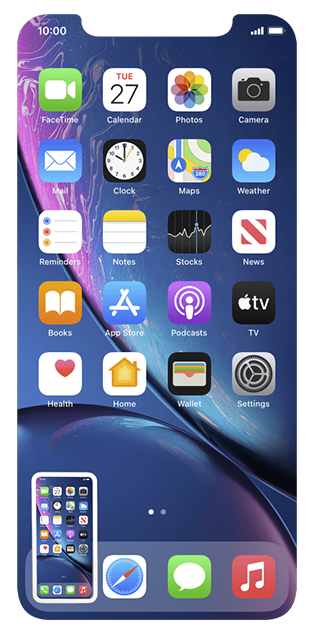 10:00
TUE
27
FaceTime
Calendar
Photos
Camera
280
Mail
Clock
Maps
Weather
Reminders
Notes
Stocks
News
tv
Books
App Store
Podcasts
TV
Health
Home
Wallet
Settings